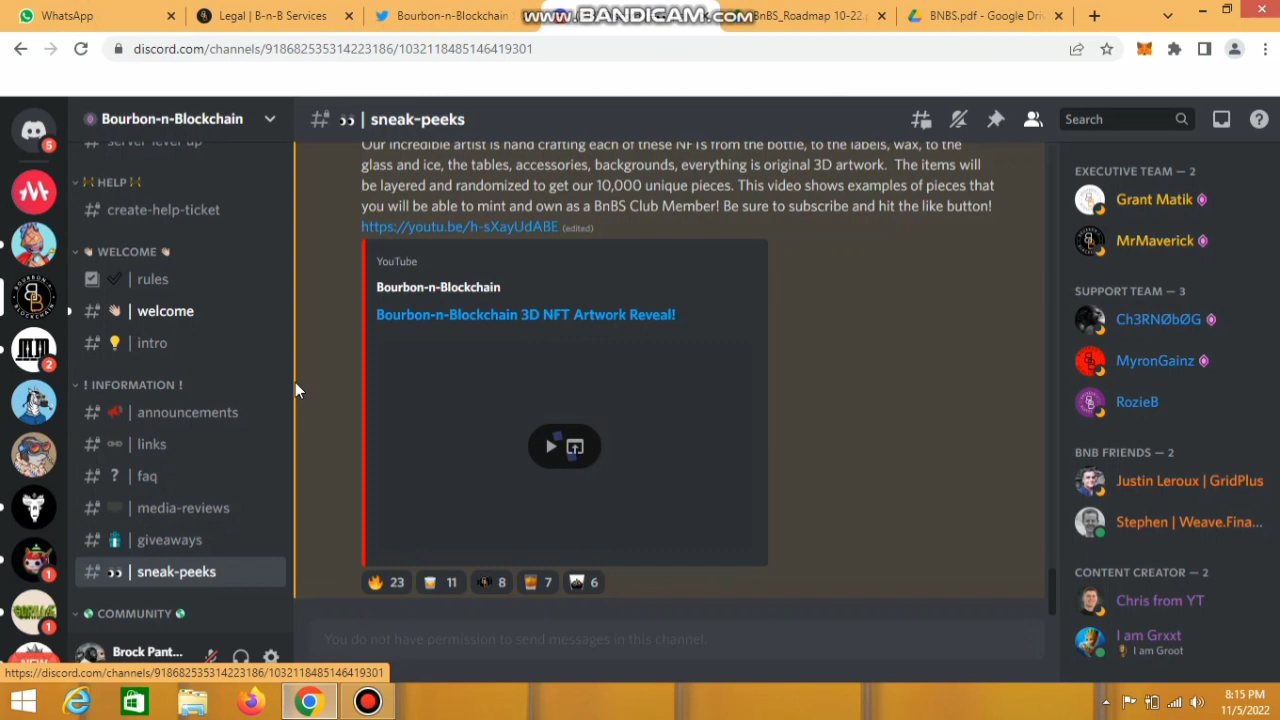 WhatsApp
Legal | B-n-B Services
Bourbon-n-Blockchain
BnBS_Roadmap 10-22.p
BNBS.pdf - Google Dri
www.BANDICAM.com
discord.com/channels/918682535314223186/1032118485146419301
Bourbon-n-Blockchain
👀 | sneak-peeks
Search
server-level-up
HELP
create-help-ticket
WELCOME
rules
welcome
intro
! INFORMATION !
announcements
links
faq
media-reviews
giveaways
sneak-peeks
COMMUNITY
Brock Pant...
5
2
1
1
NEW
Our incredible artist is hand crafting each of these NFTs from the bottle, to the labels, wax, to the
glass and ice, the tables, accessories, backgrounds, everything is original 3D artwork. The items will
be layered and randomized to get our 10,000 unique pieces. This video shows examples of pieces that
you will be able to mint and own as a BnBS Club Member! Be sure to subscribe and hit the like button!
https://youtu.be/h-sXayUdABE (edited)
YouTube
Bourbon-n-Blockchain
Bourbon-n-Blockchain 3D NFT Artwork Reveal!
23 11 8 7 6
You do not have permission to send messages in this channel.
EXECUTIVE TEAM — 2
Grant Matik
MrMaverick
SUPPORT TEAM — 3
Ch3RNØbØG
MyronGainz
RozieB
BNB FRIENDS — 2
Justin Leroux | GridPlus
Stephen | Weave.Fina...
CONTENT CREATOR — 2
Chris from YT
I am Grxxt
I am Groot
https://discord.com/channels/918682535314223186/1032118485146419301
8:15 PM
11/5/2022